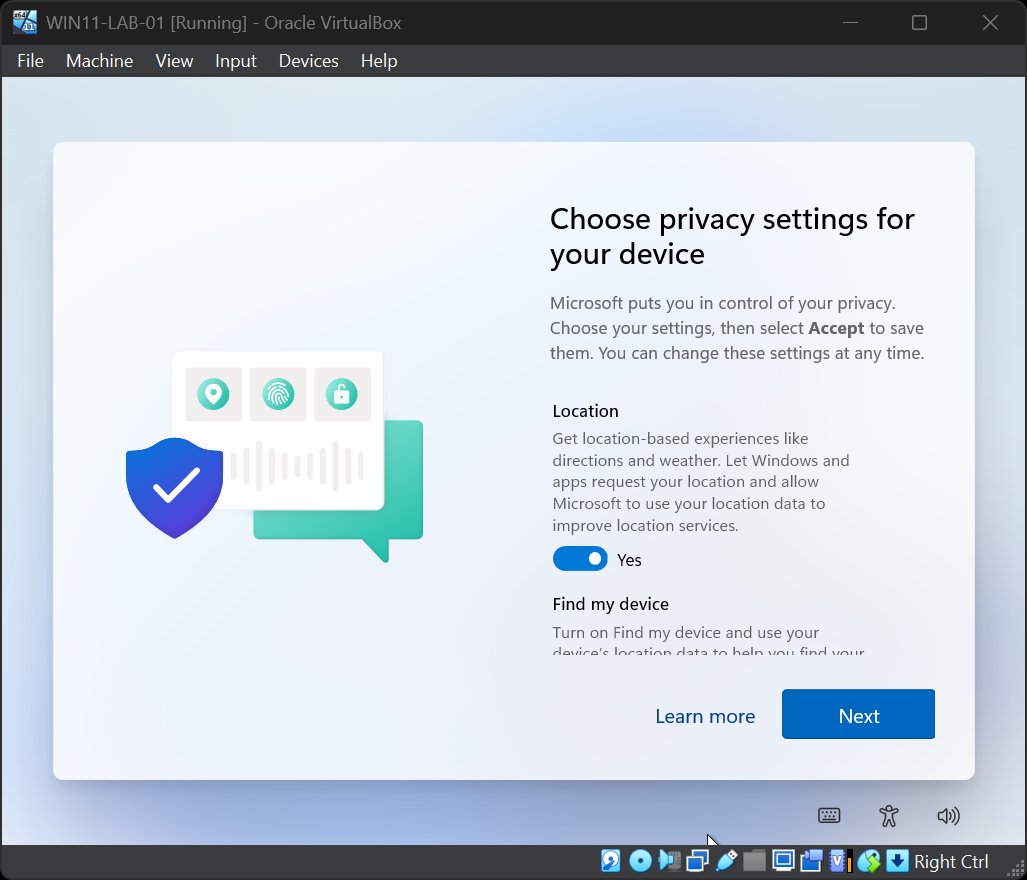 WIN11-LAB-01 [Running] - Oracle VirtualBox
File Machine View Input Devices Help
Choose privacy settings for
your device
Microsoft puts you in control of your privacy.
Choose your settings, then select Accept to save
them. You can change these settings at any time.
Location
Get location-based experiences like
directions and weather. Let Windows and
apps request your location and allow
Microsoft to use your location data to
improve location services.
Yes
Find my device
Turn on Find my device and use your
device's location data to help you find your
Learn more
Next
Right Ctrl